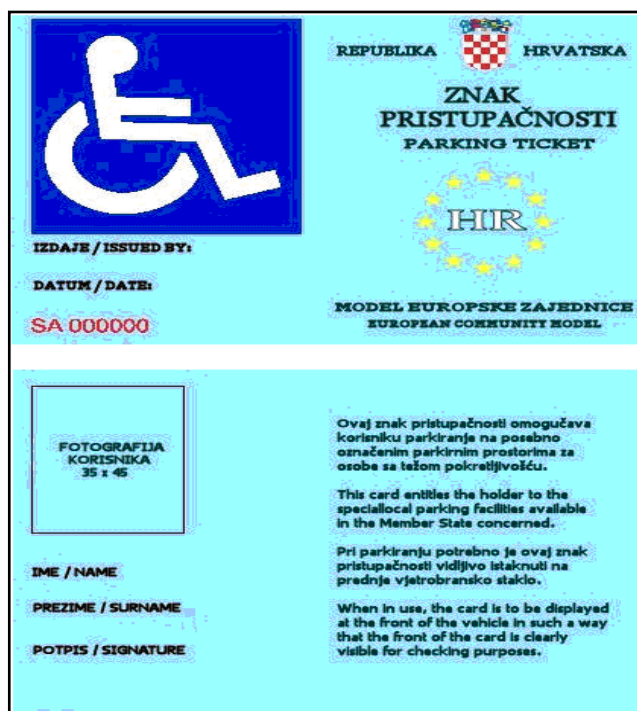 REPUBLIKA HRVATSKA
ZNAK
PRISTUPAČNOSTI
PARKING TICKET
HR
IZDAJE / ISSUED BY:
DATUM / DATE:
SA 000000
MODEL EUROPSKE ZAJEDNICE
EUROPEAN COMMUNITY MODEL
FOTOGRAFIJA
KORISNIKA
35 x 45
IME / NAME
PREZIME / SURNAME
POTPIS / SIGNATURE
Ovaj znak pristupačnosti omogućava
korisniku parkiranje na posebno
označenim parkirnim prostorima za
osobe sa težom pokretljivošću.
This card entitles the holder to the
speciallocal parking facilities available
in the Member State concerned.
Pri parkiranju potrebno je ovaj znak
pristupačnosti vidljivo istaknuti na
prednje vjetrobransko staklo.
When in use, the card is to be displayed
at the front of the vehicle in such a way
that the front of the card is clearly
visible for checking purposes.